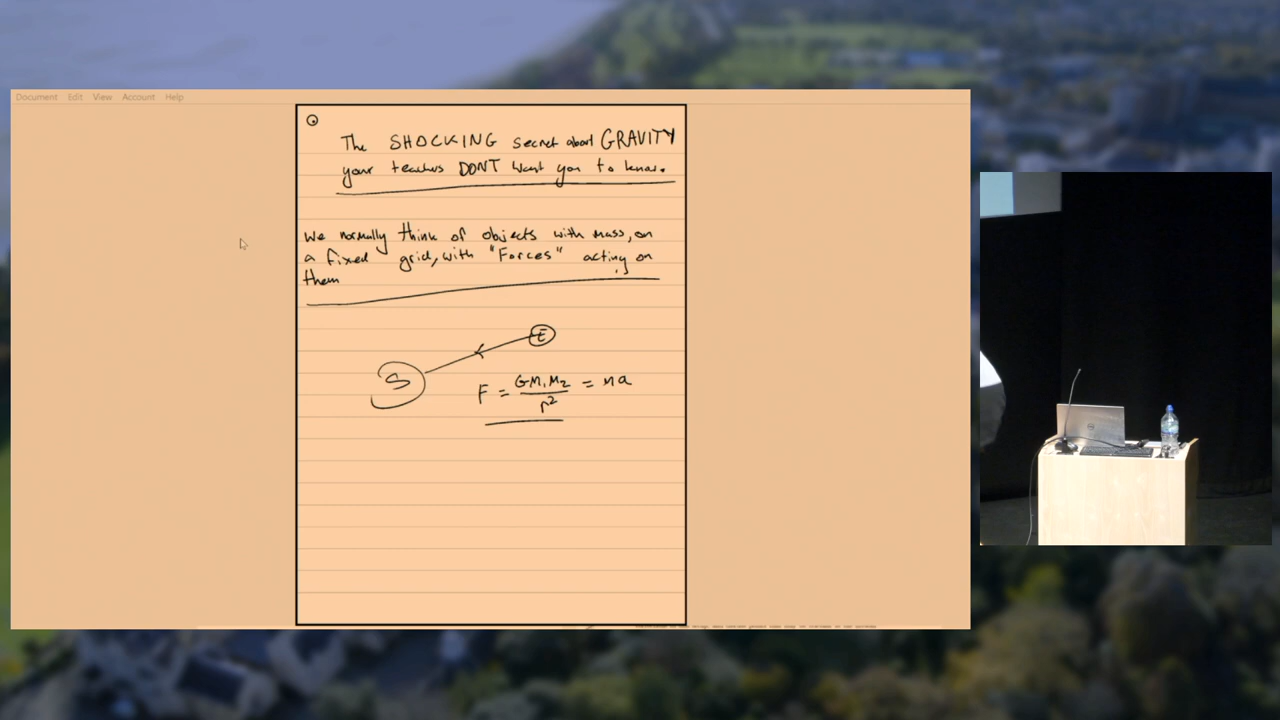 Document Edit View Account Help
The SHOCKING secret about GRAVITY
your teachers DONT want you to know.
We normally think of objects with mass, on
a fixed grid, with "Forces" acting on
them
E
S
F = GM₁M₂/r² = ma